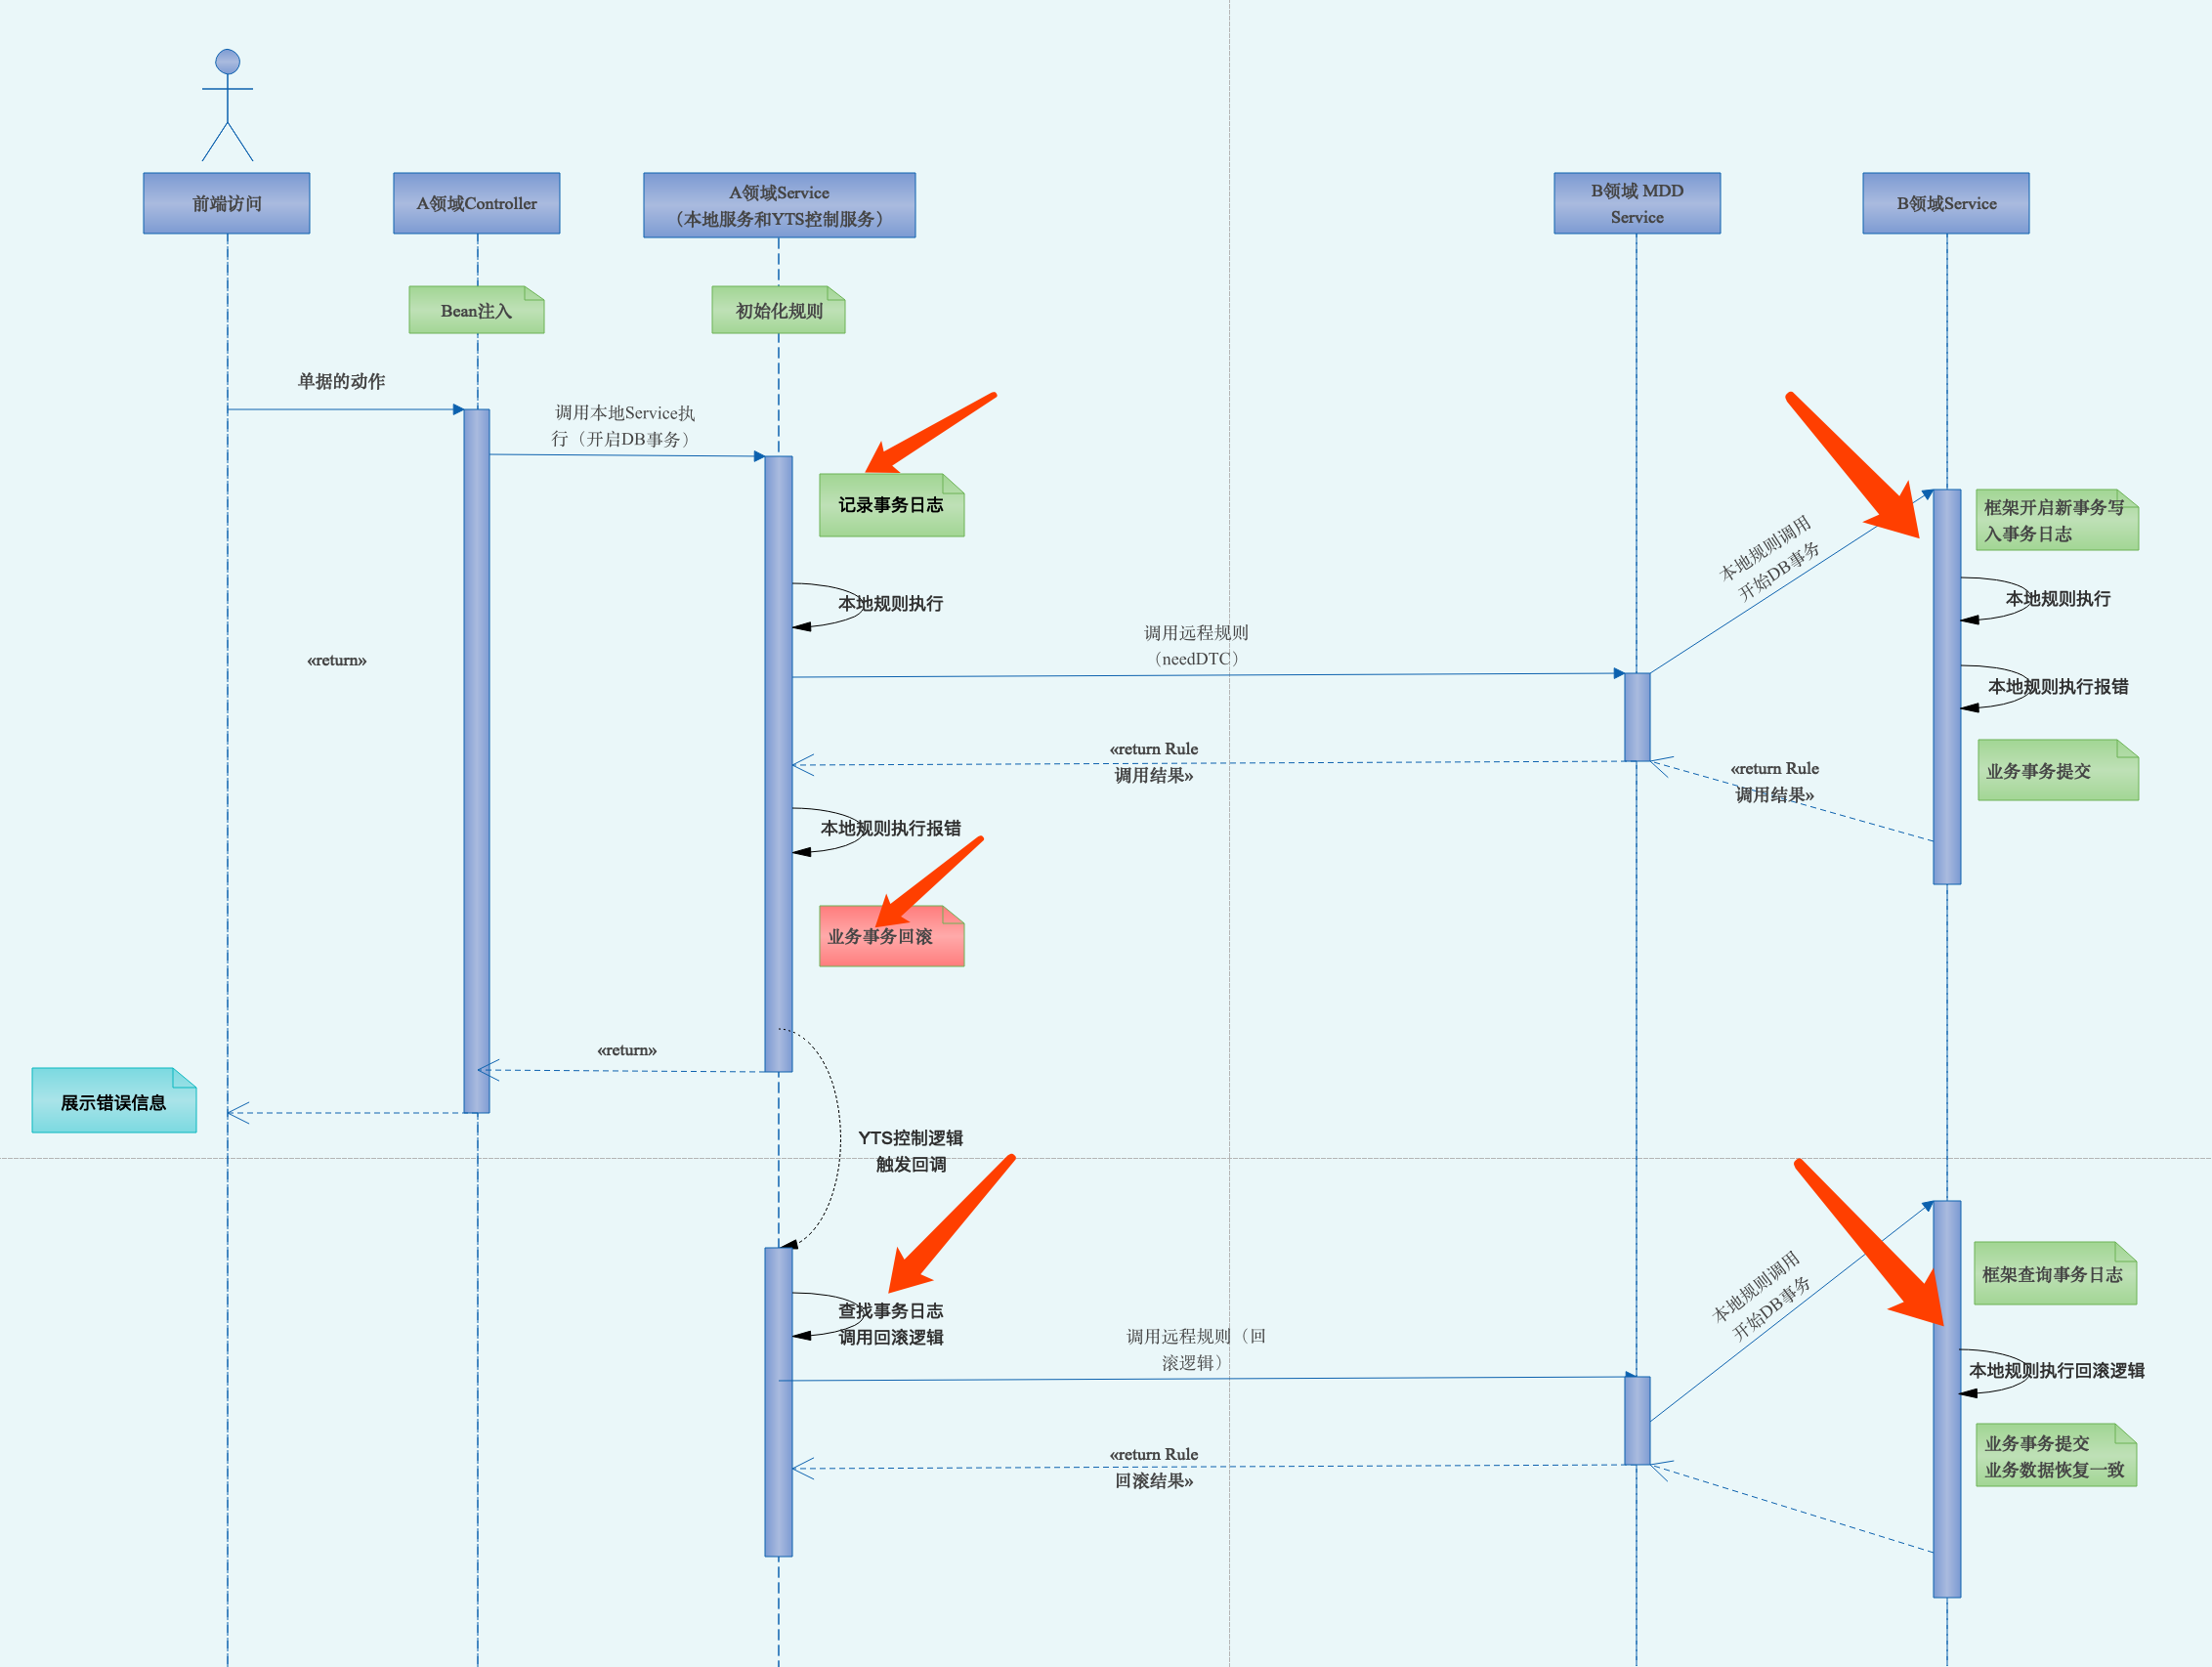 前端访问
A领域Controller
A领域Service
（本地服务和YTS控制服务）
B领域 MDD
Service
B领域Service
Bean注入
初始化规则
单据的动作
调用本地Service执
行（开启DB事务）
记录事务日志
框架开启新事务写
入事务日志
本地规则调用
开始DB事务
本地规则执行
本地规则执行
调用远程规则
（needDTC）
«return»
本地规则执行报错
«return Rule
调用结果»
«return Rule
调用结果»
业务事务提交
本地规则执行报错
业务事务回滚
«return»
展示错误信息
YTS控制逻辑
触发回调
框架查询事务日志
本地规则调用
开始DB事务
查找事务日志
调用回滚逻辑
调用远程规则（回
滚逻辑）
本地规则执行回滚逻辑
«return Rule
回滚结果»
业务事务提交
业务数据恢复一致